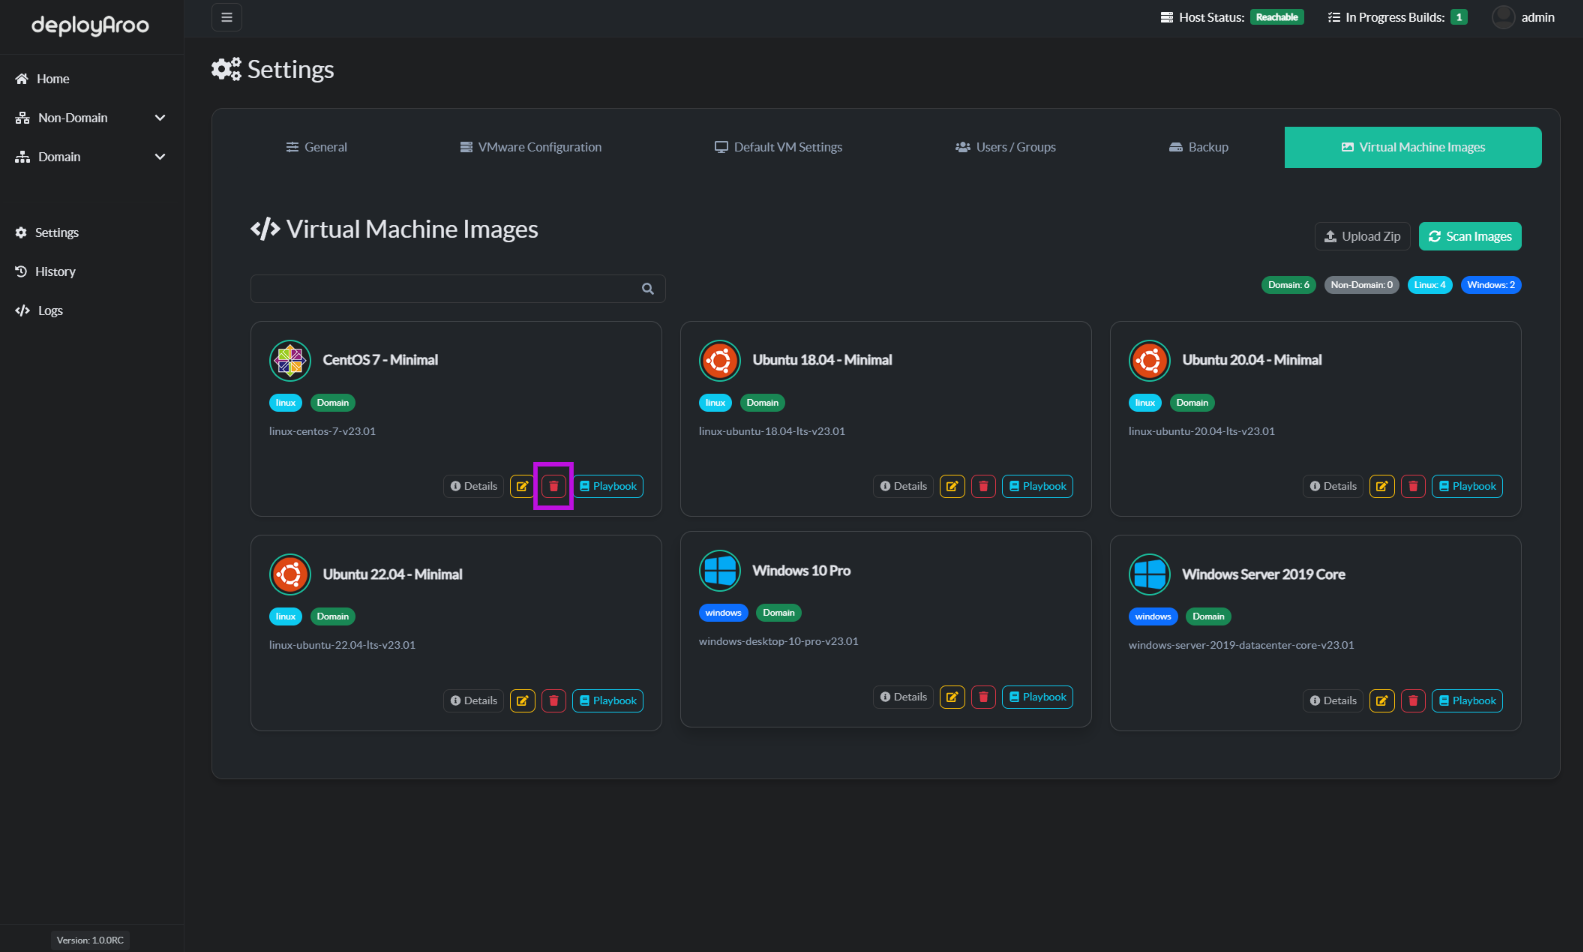 deployAroo
Host Status: Reachable
In Progress Builds: 1
admin
Home
Non-Domain
Domain
Settings
History
Logs
Version: 1.0.0RC
Settings
General
VMware Configuration
Default VM Settings
Users / Groups
Backup
Virtual Machine Images
</> Virtual Machine Images
Upload Zip
Scan Images
Domain: 6
Non-Domain: 0
Linux: 4
Windows: 2
CentOS 7 - Minimal
linux Domain
linux-centos-7-v23.01
Details Playbook
Ubuntu 18.04 - Minimal
linux Domain
linux-ubuntu-18.04-lts-v23.01
Details Playbook
Ubuntu 20.04 - Minimal
linux Domain
linux-ubuntu-20.04-lts-v23.01
Details Playbook
Ubuntu 22.04 - Minimal
linux Domain
linux-ubuntu-22.04-lts-v23.01
Details Playbook
Windows 10 Pro
windows Domain
windows-desktop-10-pro-v23.01
Details Playbook
Windows Server 2019 Core
windows Domain
windows-server-2019-datacenter-core-v23.01
Details Playbook